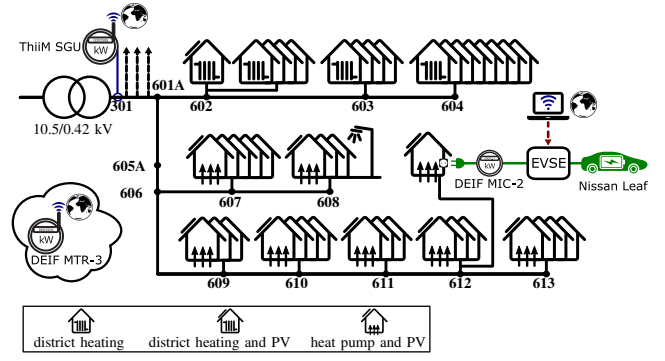 ThiiM SGU
kW
601A
301
602
603
604
10.5/0.42 kV
605A
606
607
608
DEIF MIC-2
kW
EVSE
Nissan Leaf
kW
DEIF MTR-3
609
610
611
612
613
district heating
district heating and PV
heat pump and PV